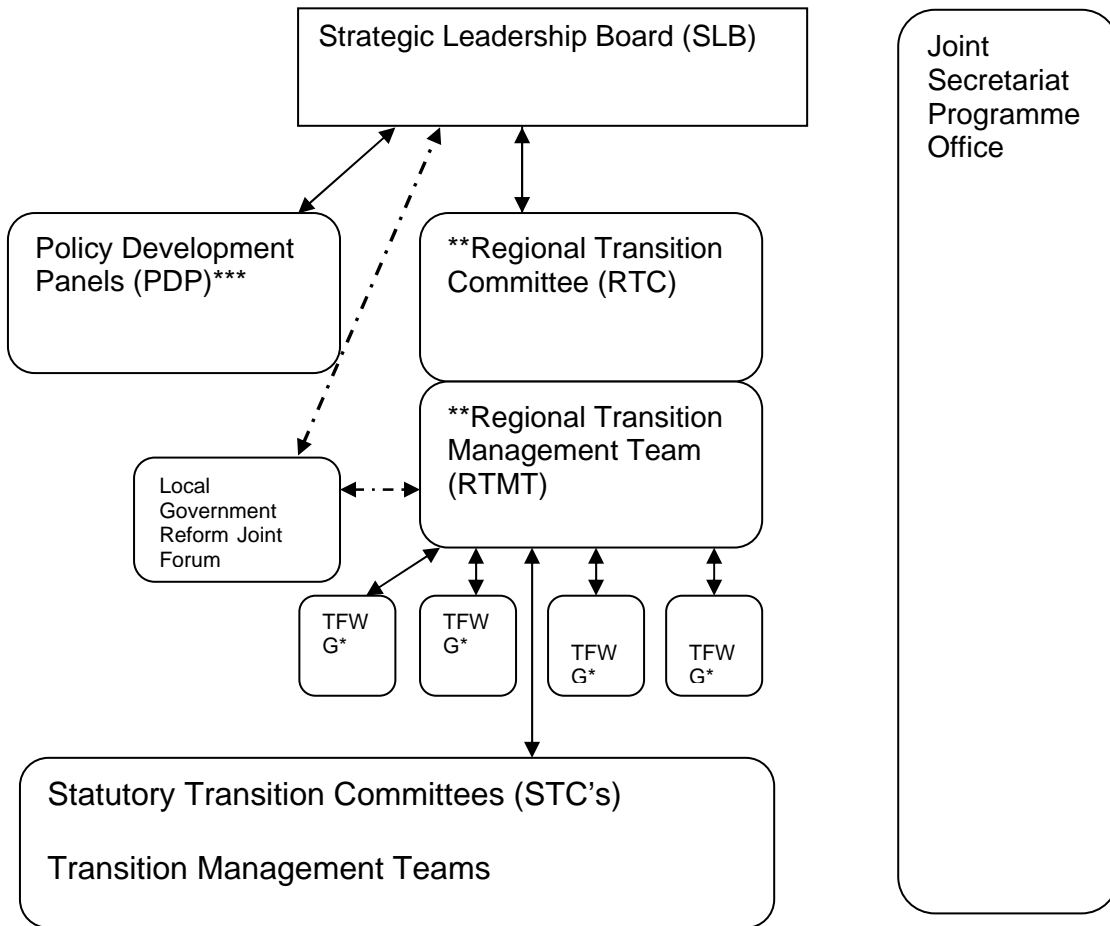 Strategic Leadership Board (SLB)
Joint
Secretariat
Programme
Office
Policy Development
Panels (PDP)***
**Regional Transition
Committee (RTC)
**Regional Transition
Management Team
(RTMT)
Local
Government
Reform Joint
Forum
TFW
G*
TFW
G*
TFW
G*
TFW
G*
Statutory Transition Committees (STC's)
Transition Management Teams